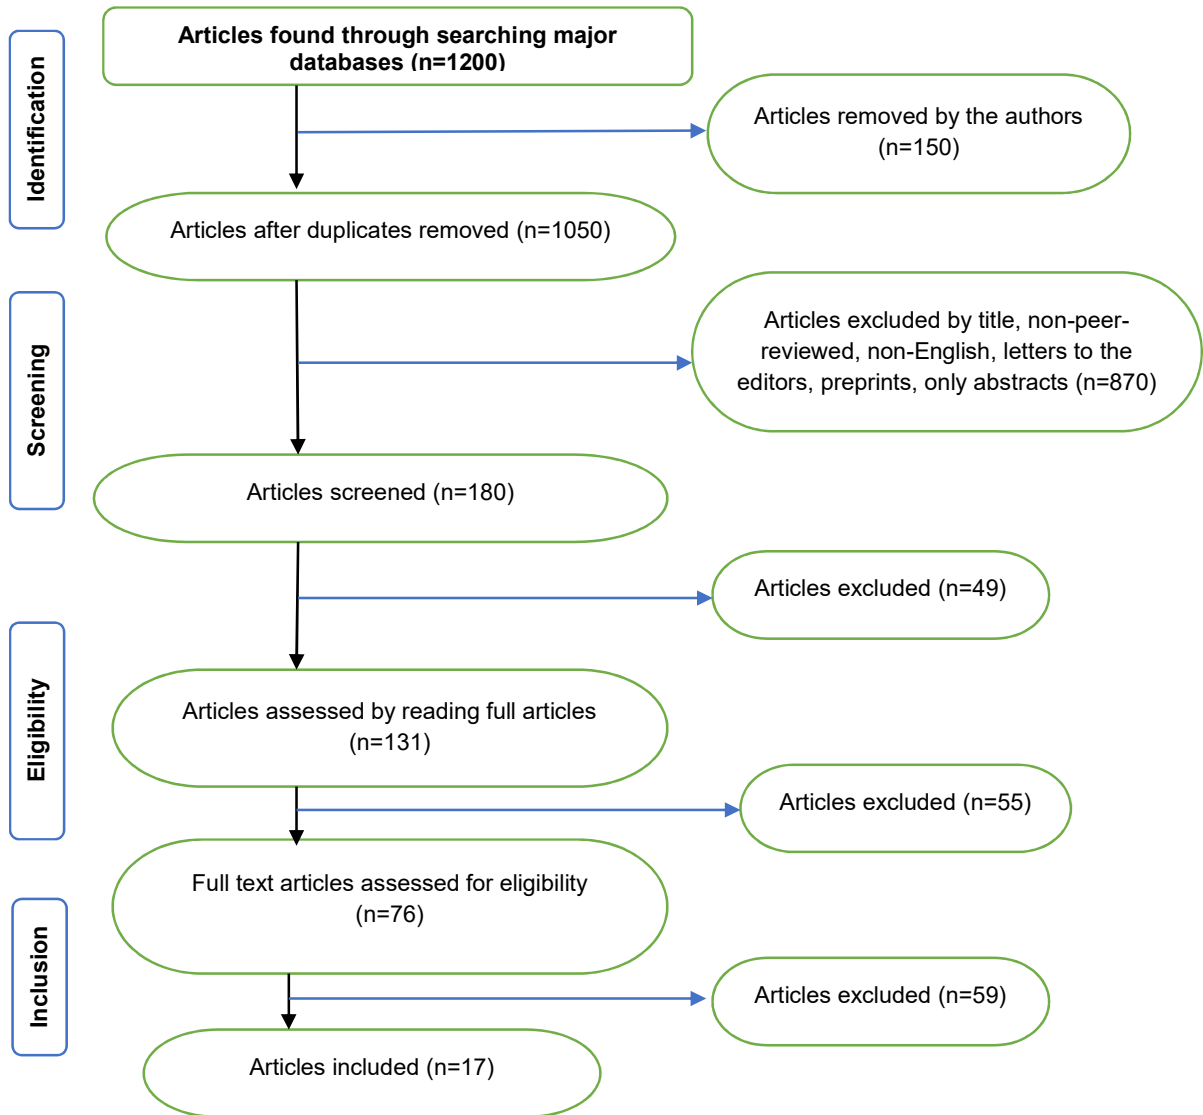 Identification
Articles found through searching major
databases (n=1200)
Articles removed by the authors
(n=150)
Articles after duplicates removed (n=1050)
Screening
Articles excluded by title, non-peer-
reviewed, non-English, letters to the
editors, preprints, only abstracts (n=870)
Articles screened (n=180)
Articles excluded (n=49)
Eligibility
Articles assessed by reading full articles
(n=131)
Articles excluded (n=55)
Full text articles assessed for eligibility
(n=76)
Inclusion
Articles excluded (n=59)
Articles included (n=17)